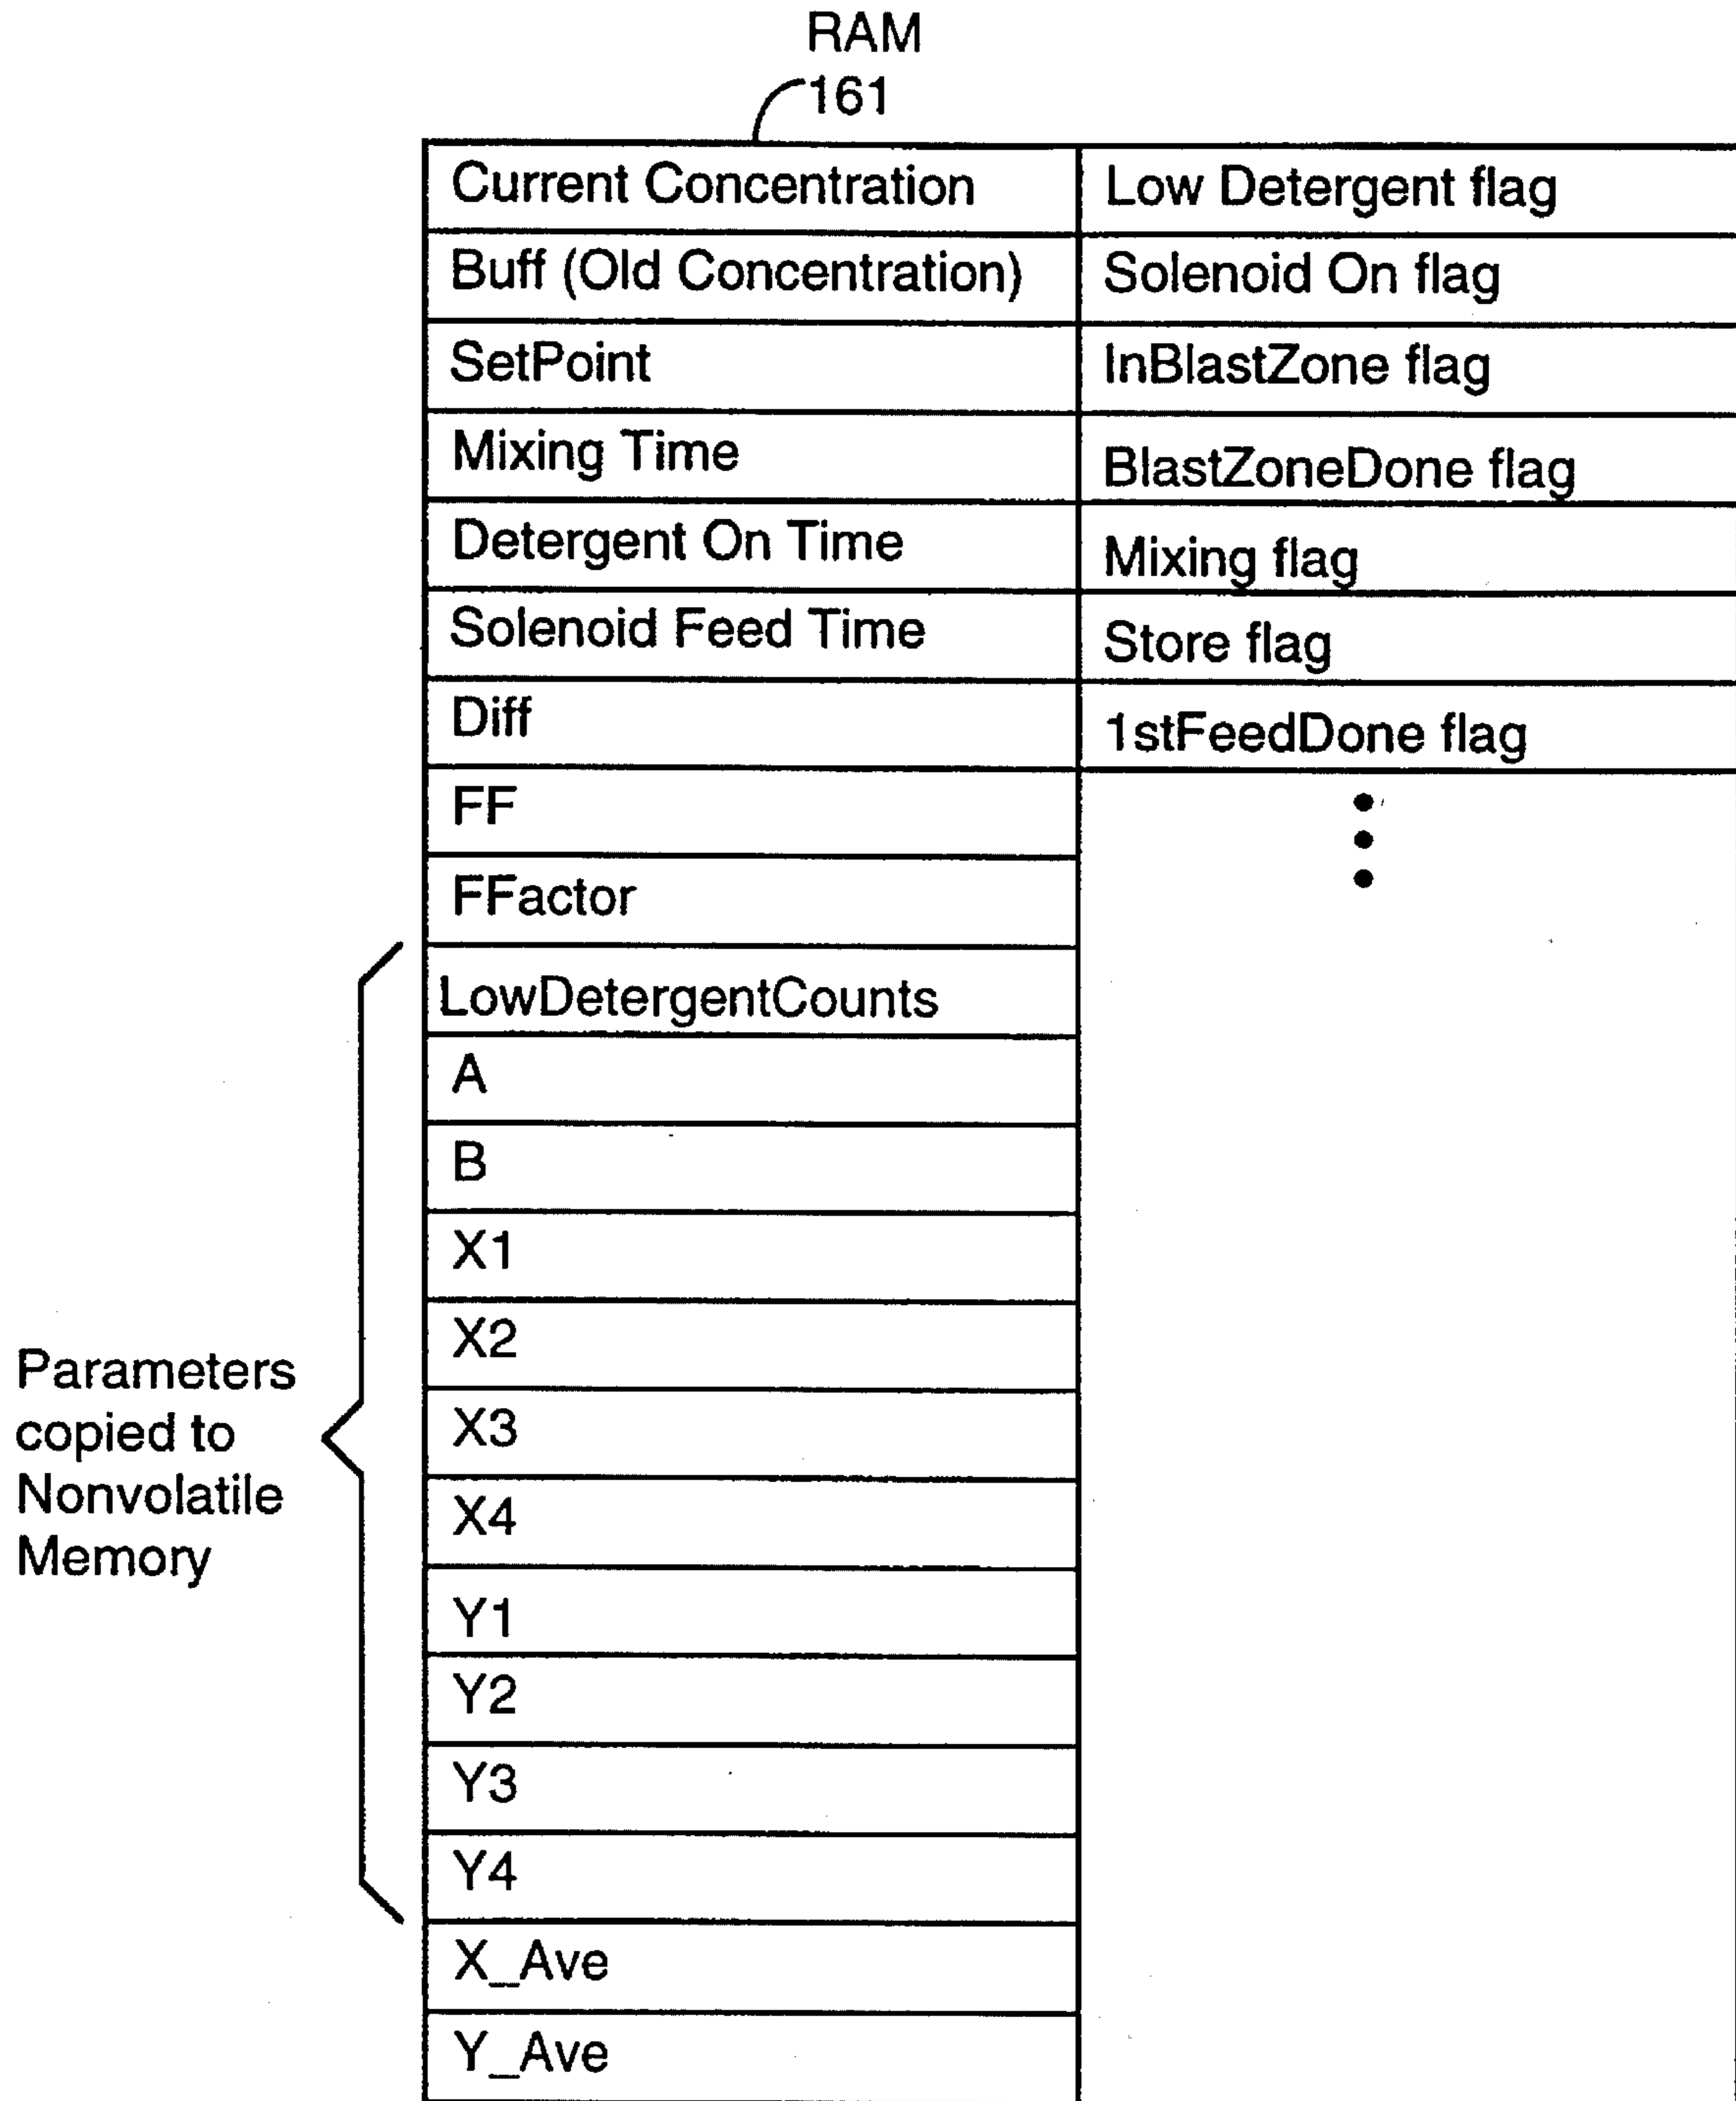 RAM
161
Current Concentration
Low Detergent flag
Buff (Old Concentration)
Solenoid On flag
SetPoint
InBlastZone flag
Mixing Time
BlastZoneDone flag
Detergent On Time
Mixing flag
Solenoid Feed Time
Store flag
Diff
1stFeedDone flag
FF
FFactor
LowDetergentCounts
A
B
X1
X2
X3
X4
Y1
Y2
Y3
Y4
X_Ave
Y_Ave
Parameters
copied to
Nonvolatile
Memory